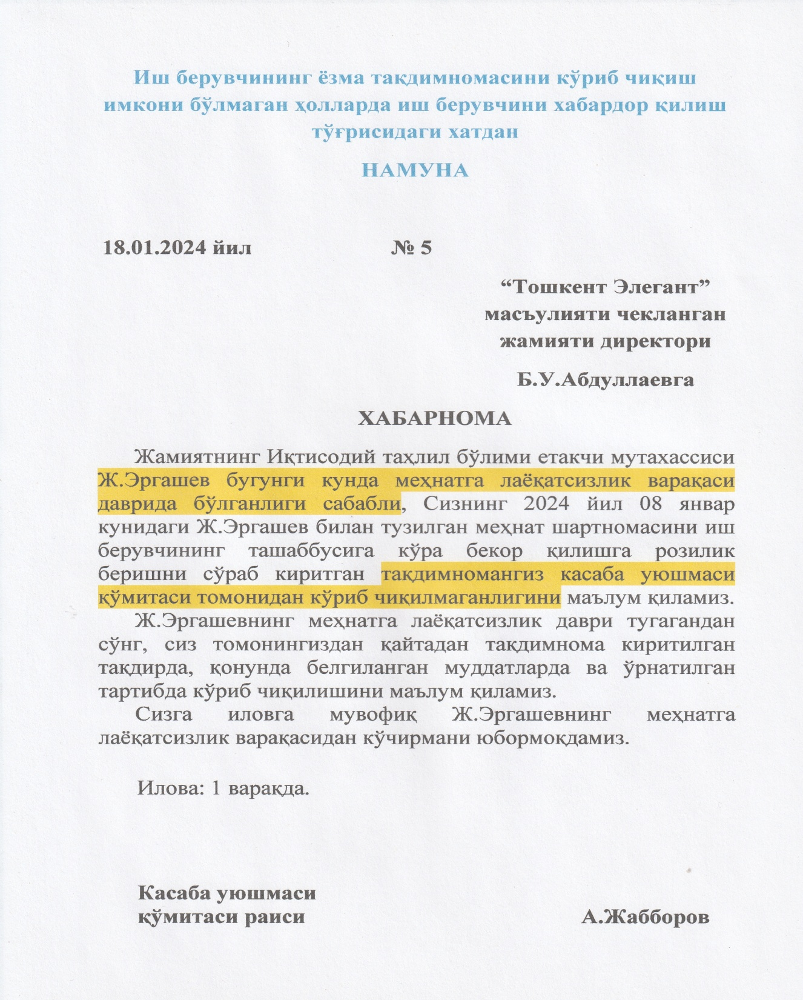 Иш берувчининг ёзма тақдимномасини кўриб чиқиш
имкони бўлмаган ҳолларда иш берувчини хабардор қилиш
тўғрисидаги хатдан
НАМУНА
18.01.2024 йил № 5
“Тошкент Элегант”
масъулияти чекланган
жамияти директори
Б.У.Абдуллаевга
ХАБАРНОМА
Жамиятнинг Иқтисодий таҳлил бўлими етакчи мутахассиси
Ж.Эргашев бугунги кунда меҳнатга лаёқатсизлик варақаси
даврида бўлганлиги сабабли, Сизнинг 2024 йил 08 январ
кунидаги Ж.Эргашев билан тузилган меҳнат шартномасини иш
берувчининг ташаббусига кўра бекор қилишга розилик
беришни сўраб киритган тақдимномангиз касаба уюшмаси
қўмитаси томонидан кўриб чиқилмаганлигини маълум қиламиз.
Ж.Эргашевнинг меҳнатга лаёқатсизлик даври тугагандан
сўнг, сиз томонингиздан қайтадан тақдимнома киритилган
тақдирда, қонунда белгиланган муддатларда ва ўрнатилган
тартибда кўриб чиқилишини маълум қиламиз.
Сизга иловга мувофиқ Ж.Эргашевнинг меҳнатга
лаёқатсизлик варақасидан кўчирмани юбормоқдамиз.
Илова: 1 варақда.
Касаба уюшмаси
қўмитаси раиси А.Жабборов